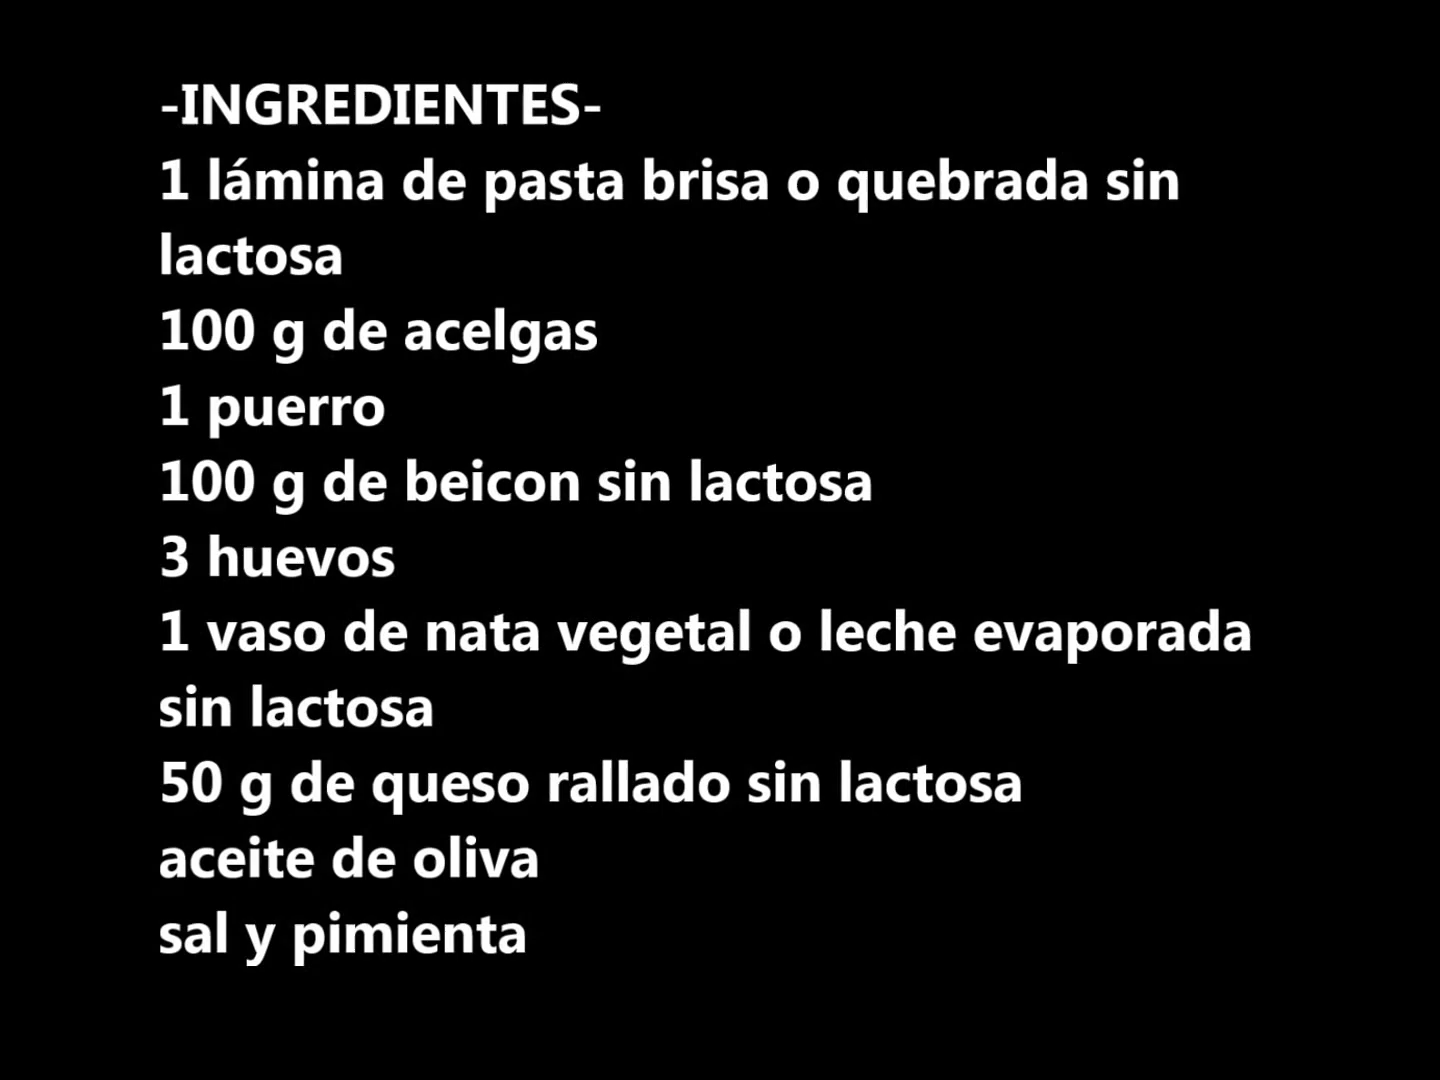 -INGREDIENTES-
1 lámina de pasta brisa o quebrada sin
lactosa
100 g de acelgas
1 puerro
100 g de beicon sin lactosa
3 huevos
1 vaso de nata vegetal o leche evaporada
sin lactosa
50 g de queso rallado sin lactosa
aceite de oliva
sal y pimienta